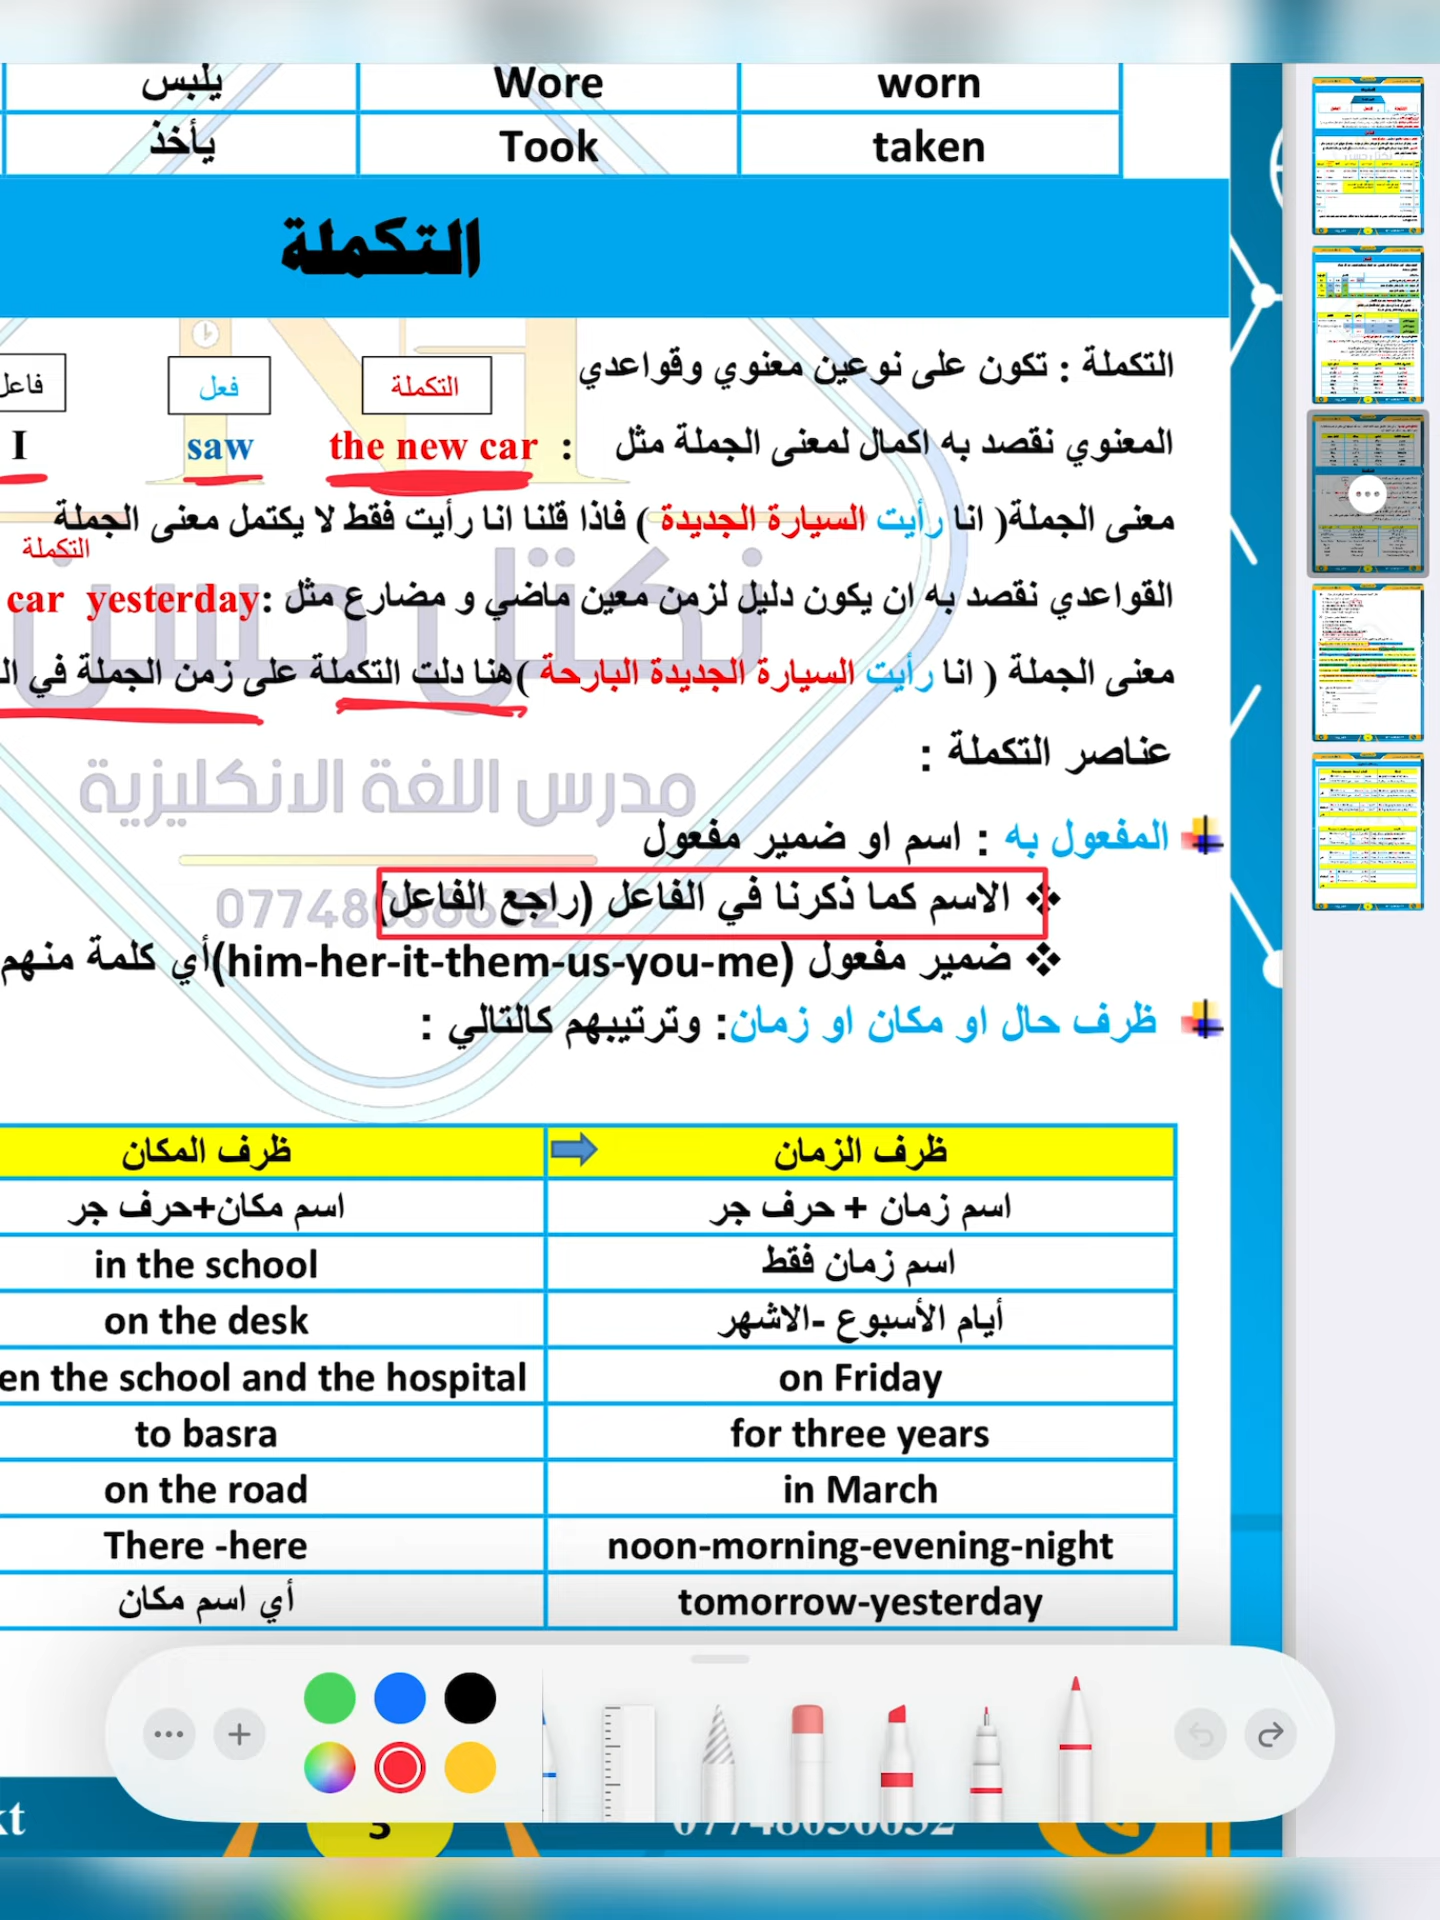 يلبس Wore worn
يأخذ Took taken
التكملة
التكملة : تكون على نوعين معنوي وقواعدي
التكملة فعل فاعل
المعنوي نقصد به اكمال لمعنى الجملة مثل : the new car saw I
معنى الجملة( انا رأيت السيارة الجديدة ) فاذا قلنا انا رأيت فقط لا يكتمل معنى الجملة
التكملة
القواعدي نقصد به ان يكون دليل لزمن معين ماضي و مضارع مثل :car yesterday
معنى الجملة ( انا رأيت السيارة الجديدة البارحة )هنا دلت التكملة على زمن الجملة في
عناصر التكملة :
مدرس اللغة الانكليزية
المفعول به : اسم او ضمير مفعول
❖ الاسم كما ذكرنا في الفاعل (راجع الفاعل)
❖ ضمير مفعول (him-her-it-them-us-you-me)أي كلمة منهم
ظرف حال او مكان او زمان: وترتيبهم كالتالي :
ظرف الزمان ظرف المكان
اسم زمان + حرف جر اسم مكان+حرف جر
اسم زمان فقط in the school
أيام الأسبوع -الاشهر on the desk
en the school and the hospital on Friday
to basra for three years
on the road in March
There -here noon-morning-evening-night
أي اسم مكان tomorrow-yesterday
kt 3 07748056652